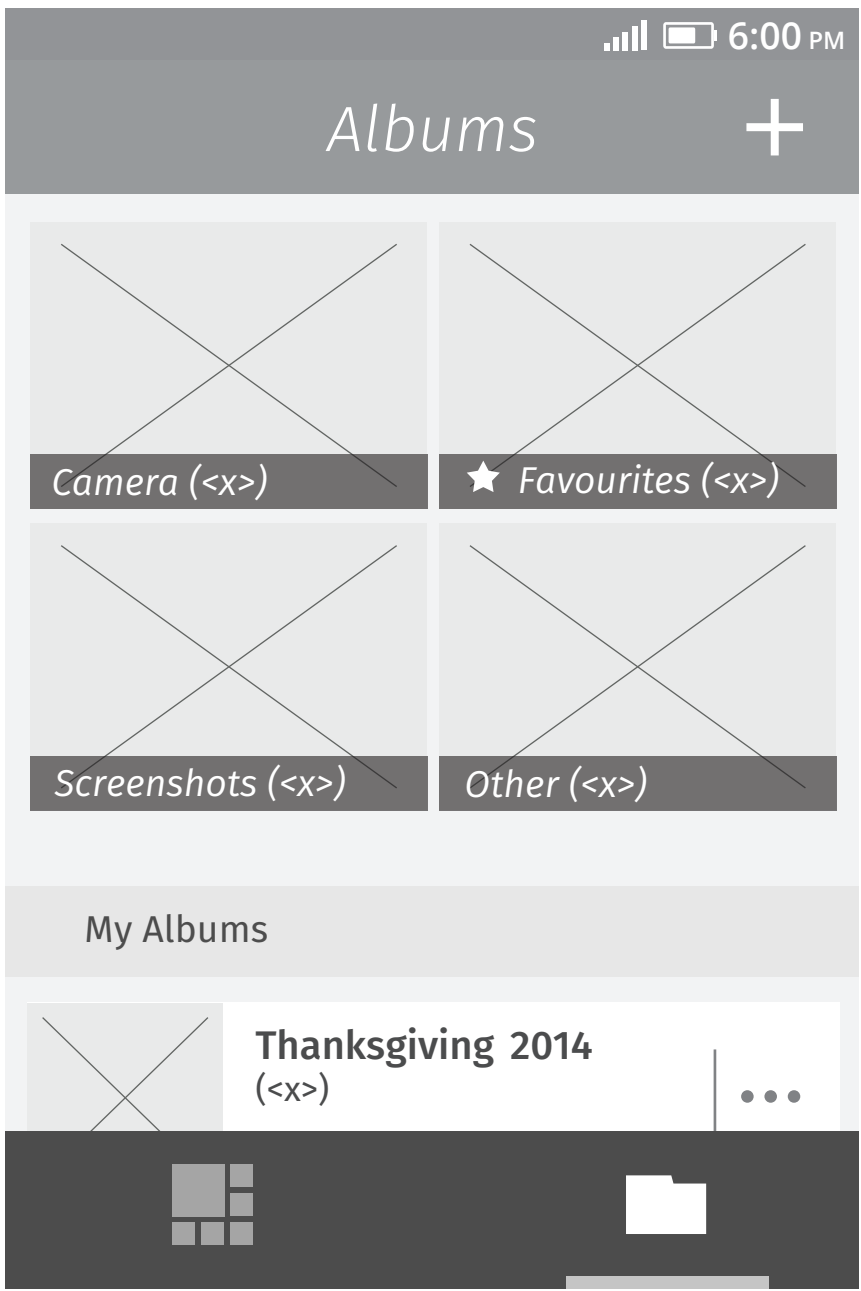 6:00 PM
Albums
Camera (<x>)
Favourites (<x>)
Screenshots (<x>)
Other (<x>)
My Albums
Thanksgiving 2014
(<x>)